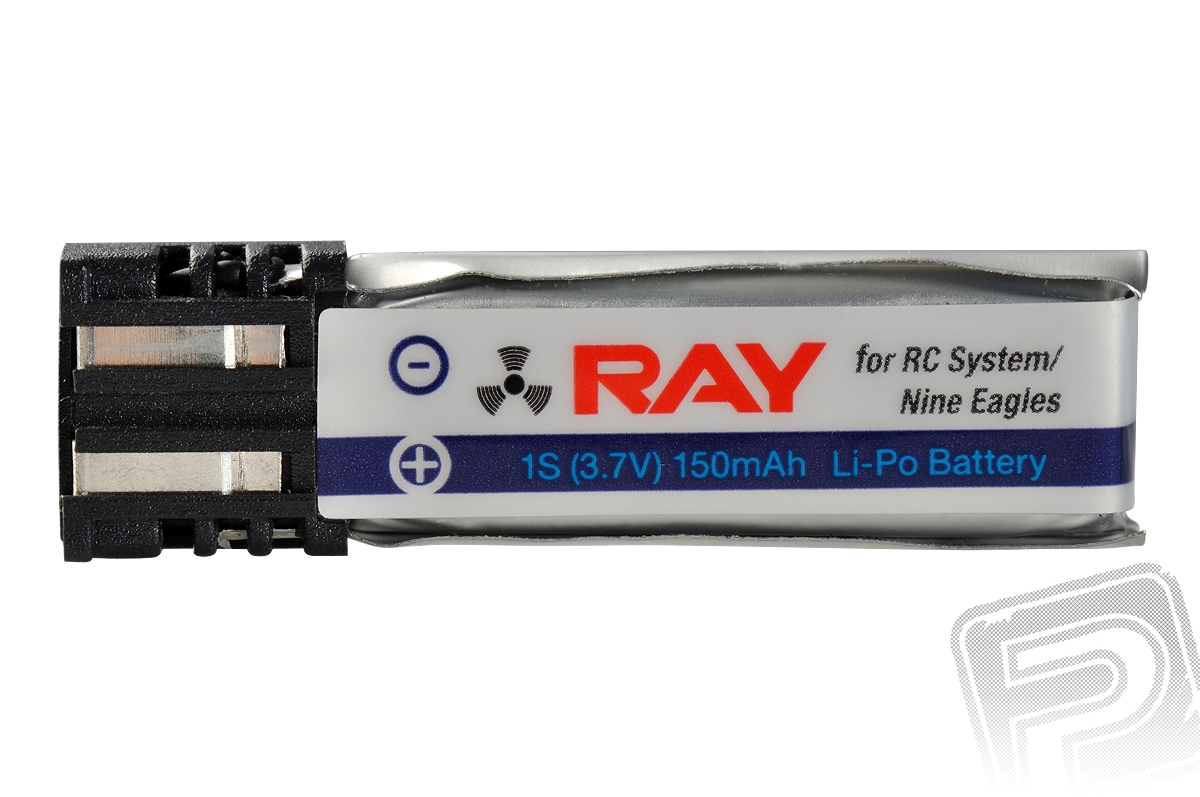 RAY
for RC System/
Nine Eagles
1S (3.7V) 150mAh Li-Po Battery